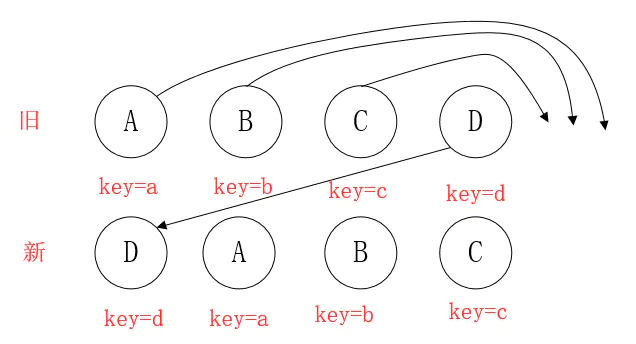 旧 A B C D
key=a key=b key=c key=d
新 D A B C
key=d key=a key=b key=c